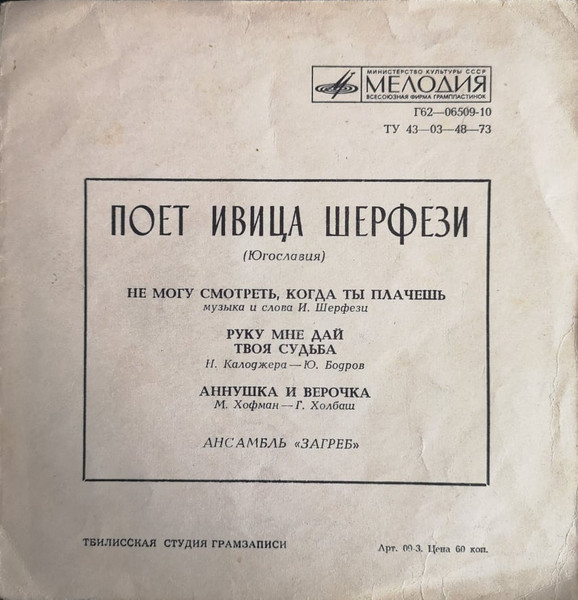 МИНИСТЕРСТВО КУЛЬТУРЫ СССР
МЕЛОДИЯ
ВСЕСОЮЗНАЯ ФИРМА ГРАМПЛАСТИНОК
Г62—06509-10
ТУ 43—03—48—73
ПОЕТ ИВИЦА ШЕРФЕЗИ
(Югославия)
НЕ МОГУ СМОТРЕТЬ, КОГДА ТЫ ПЛАЧЕШЬ
музыка и слова И. Шерфези
РУКУ МНЕ ДАЙ
ТВОЯ СУДЬБА
Н. Калоджера—Ю. Бодров
АННУШКА И ВЕРОЧКА
М. Хофман—Г. Холбаш
АНСАМБЛЬ «ЗАГРЕБ»
ТБИЛИССКАЯ СТУДИЯ ГРАМЗАПИСИ
Арт. 09-3. Цена 60 коп.